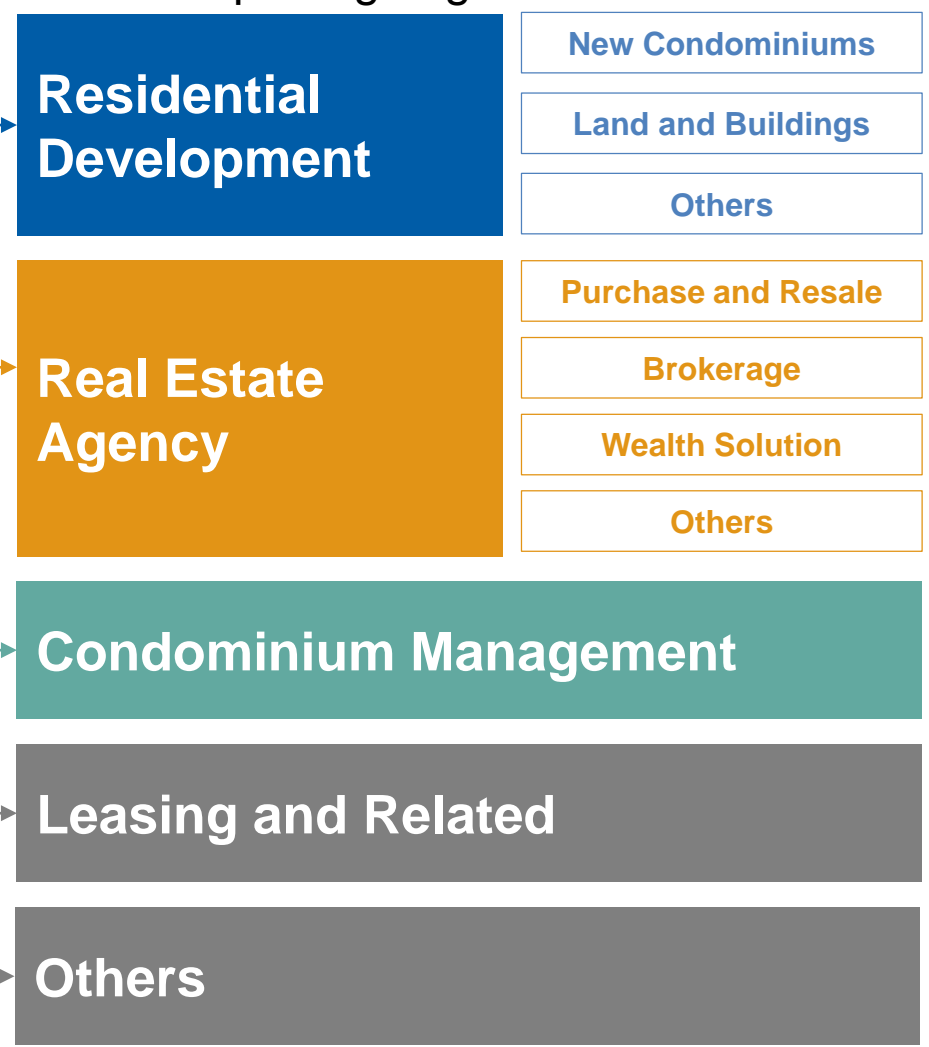 Residential
Development
New Condominiums
Land and Buildings
Others
Real Estate
Agency
Purchase and Resale
Brokerage
Wealth Solution
Others
Condominium Management
Leasing and Related
Others